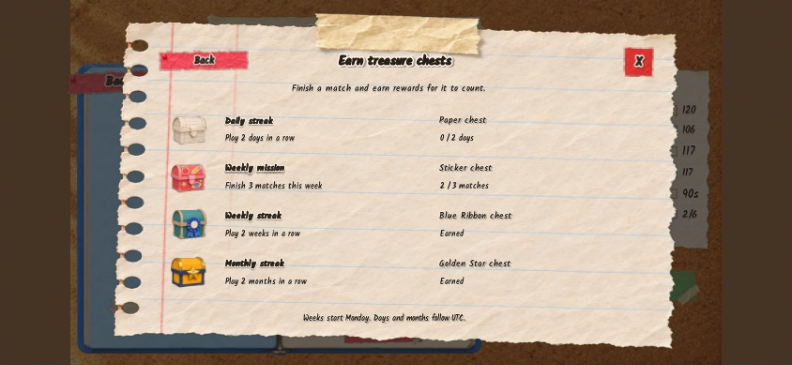 Back
Earn treasure chests
X
Finish a match and earn rewards for it to count.
Daily streak
Paper chest
Play 2 days in a row
0 / 2 days
Weekly mission
Sticker chest
Finish 3 matches this week
2 / 3 matches
Weekly streak
Blue Ribbon chest
Play 2 weeks in a row
Earned
Monthly streak
Golden Star chest
Play 2 months in a row
Earned
Weeks start Monday. Days and months follow UTC.
120
106
117
117
90s
2/6